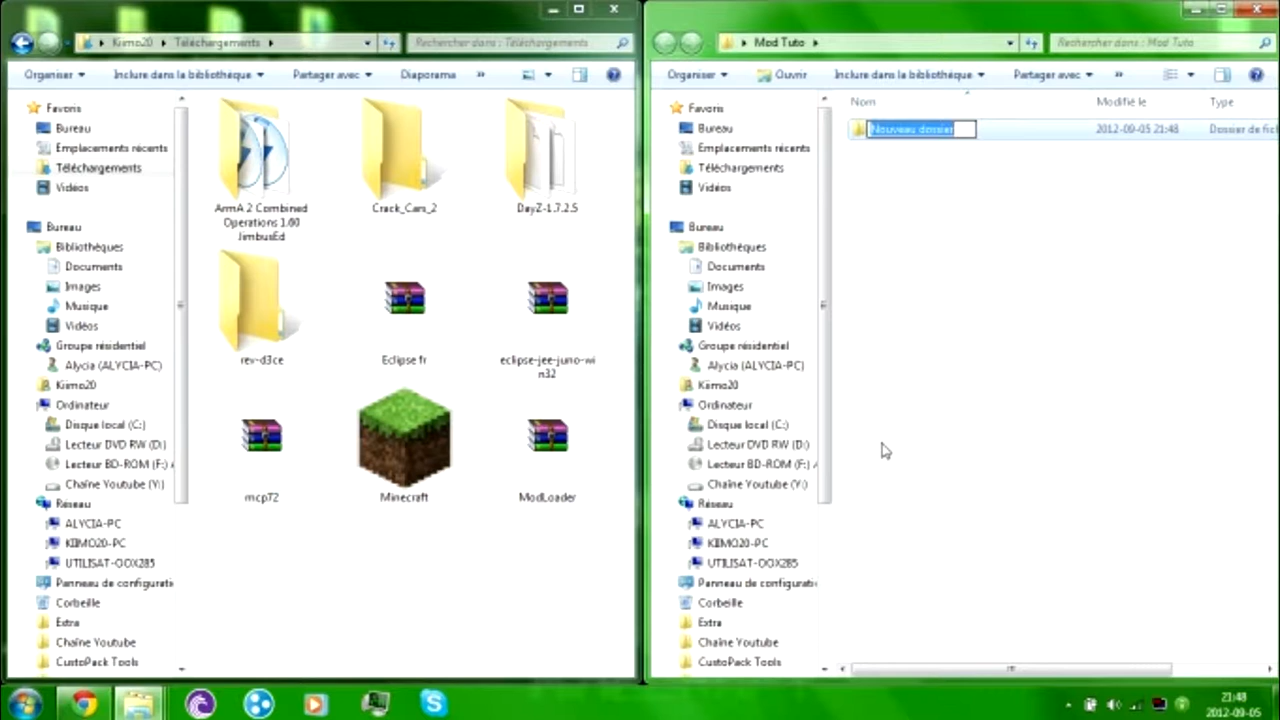 Kiimo20 Téléchargements
Rechercher dans : Téléchargements
Organiser Inclure dans la bibliothèque Partager avec Diaporama »
Favoris
Bureau
Emplacements récents
Téléchargements
Vidéos
Bureau
Bibliothèques
Documents
Images
Musique
Vidéos
Groupe résidentiel
Alycia (ALYCIA-PC)
Kiimo20
Ordinateur
Disque local (C:)
Lecteur DVD RW (D:)
Lecteur BD-ROM (F:) A
Chaîne Youtube (Y:)
Réseau
ALYCIA-PC
KIIMO20-PC
UTILISAT-OOX285
Panneau de configurati
Corbeille
Extra
Chaîne Youtube
CustoPack Tools
ArmA 2 Combined
Operations 1.60
JimbusEd
Crack_Cars_2
DayZ-1.7.2.5
rev-d3ce
Eclipse fr
eclipse-jee-juno-wi
n32
mcp72
Minecraft
ModLoader
Mod Tuto
Rechercher dans : Mod Tuto
Organiser Ouvrir Inclure dans la bibliothèque Partager avec »
Favoris
Bureau
Emplacements récents
Téléchargements
Vidéos
Bureau
Bibliothèques
Documents
Images
Musique
Vidéos
Groupe résidentiel
Alycia (ALYCIA-PC)
Kiimo20
Ordinateur
Disque local (C:)
Lecteur DVD RW (D:)
Lecteur BD-ROM (F:) A
Chaîne Youtube (Y:)
Réseau
ALYCIA-PC
KIIMO20-PC
UTILISAT-OOX285
Panneau de configurati
Corbeille
Extra
Chaîne Youtube
CustoPack Tools
Nom Modifié le Type
Nouveau dossier 2012-09-05 21:48 Dossier de fich
21:48
2012-09-05